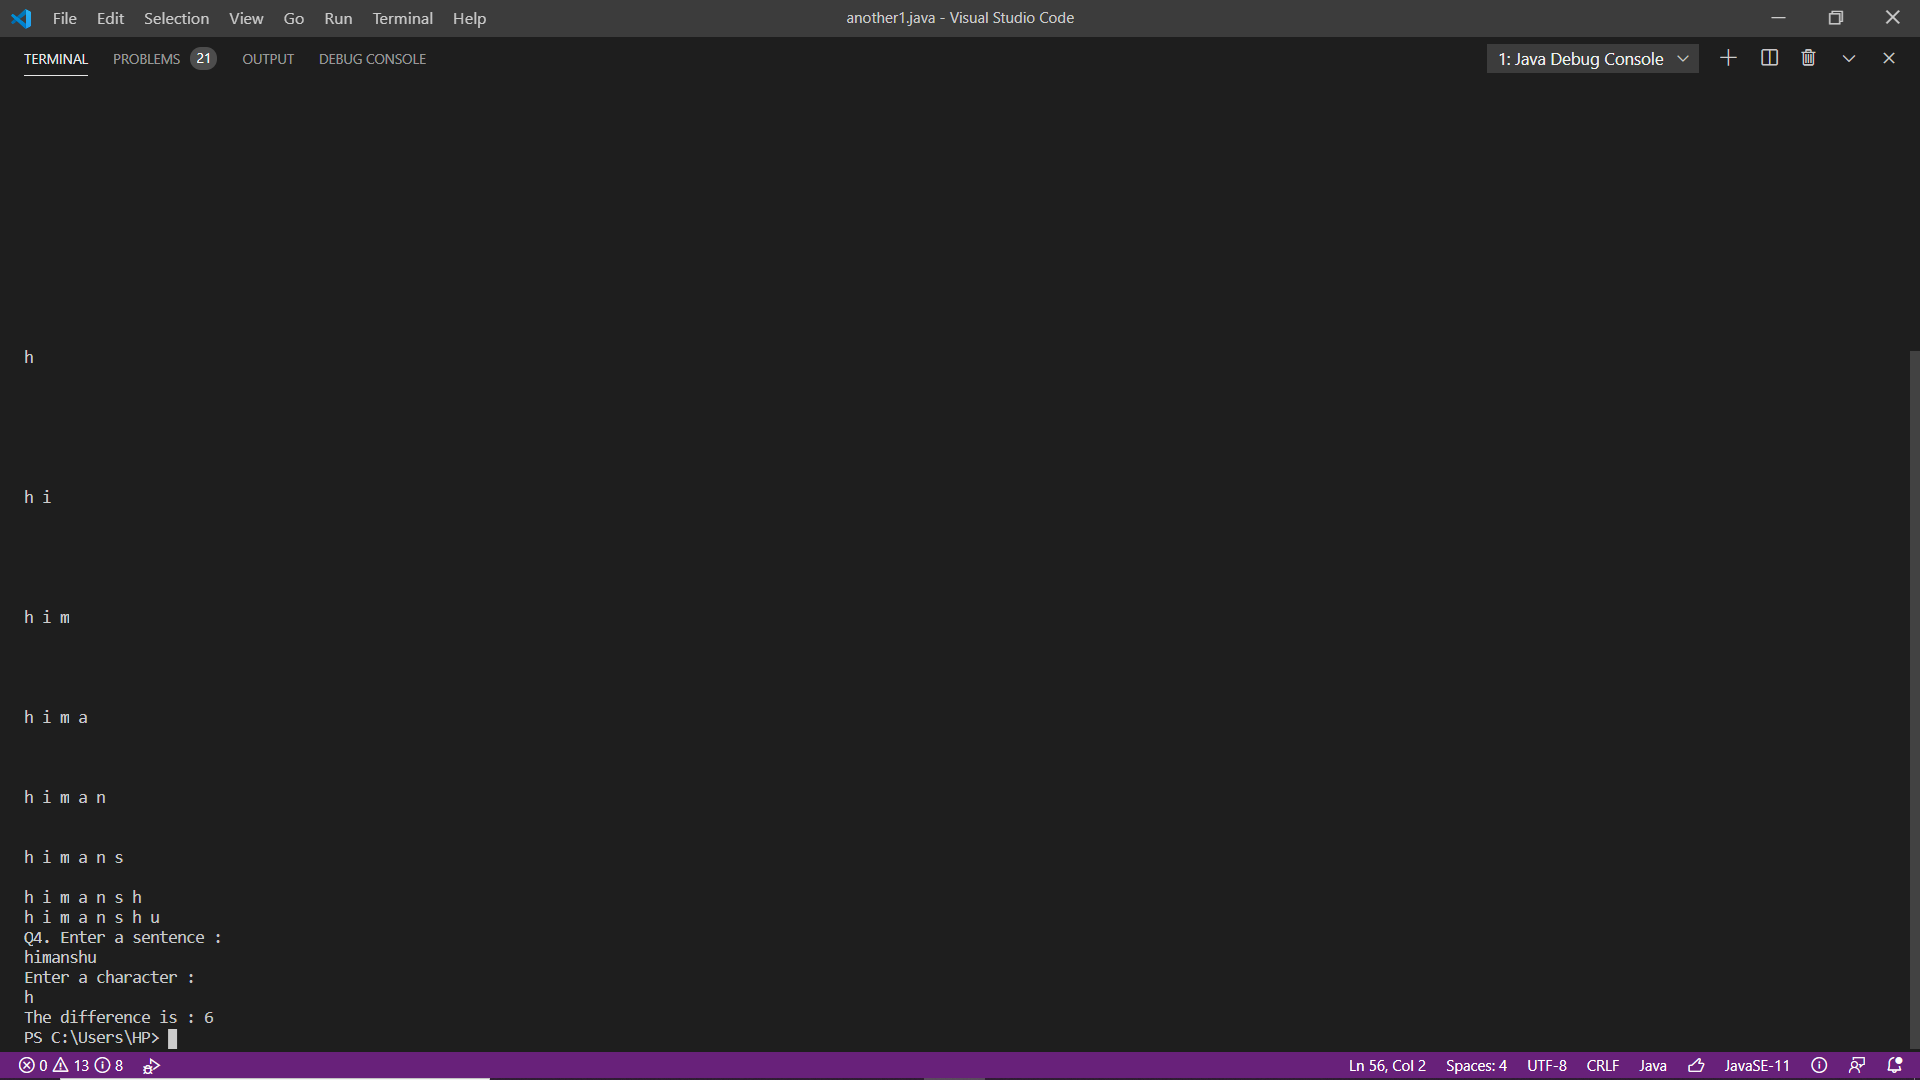 File Edit Selection View Go Run Terminal Help
another1.java - Visual Studio Code
TERMINAL PROBLEMS 21 OUTPUT DEBUG CONSOLE
1: Java Debug Console
h
h i
h i m
h i m a
h i m a n
h i m a n s
h i m a n s h
h i m a n s h u
Q4. Enter a sentence :
himanshu
Enter a character :
h
The difference is : 6
PS C:\Users\HP>
0 13 8
Ln 56, Col 2 Spaces: 4 UTF-8 CRLF Java JavaSE-11